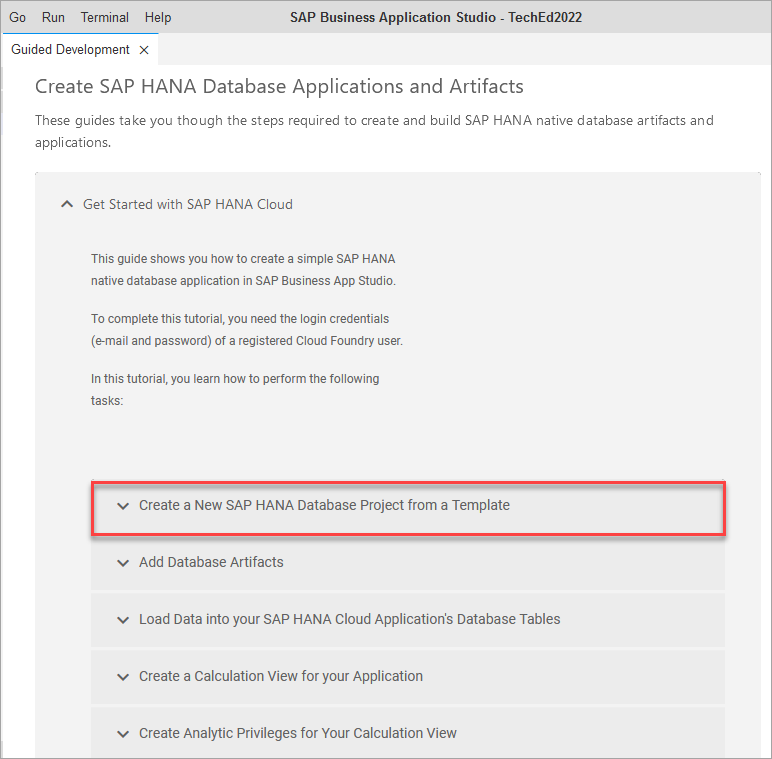 Go Run Terminal Help SAP Business Application Studio - TechEd2022
Guided Development ×
Create SAP HANA Database Applications and Artifacts
These guides take you though the steps required to create and build SAP HANA native database artifacts and
applications.
Get Started with SAP HANA Cloud
This guide shows you how to create a simple SAP HANA
native database application in SAP Business App Studio.
To complete this tutorial, you need the login credentials
(e-mail and password) of a registered Cloud Foundry user.
In this tutorial, you learn how to perform the following
tasks:
Create a New SAP HANA Database Project from a Template
Add Database Artifacts
Load Data into your SAP HANA Cloud Application's Database Tables
Create a Calculation View for your Application
Create Analytic Privileges for Your Calculation View